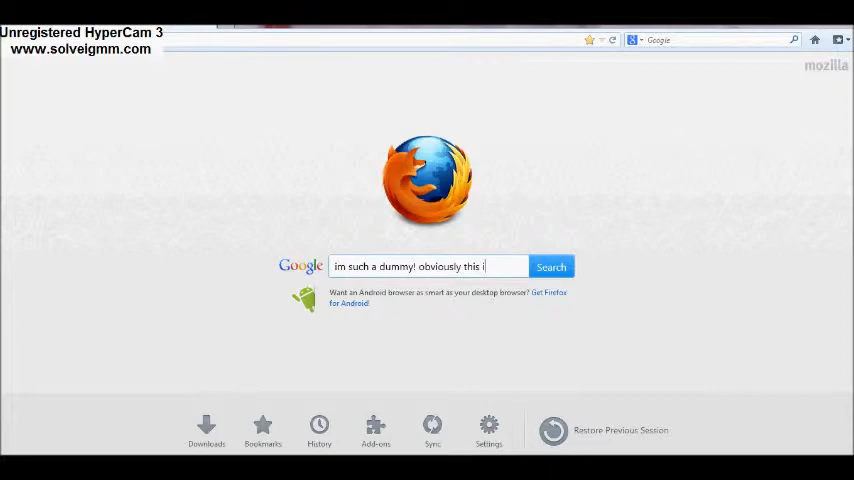 Unregistered HyperCam 3
www.solveigmm.com
Google
mozilla
Google im such a dummy! obviously this i Search
Want an Android browser as smart as your desktop browser? Get Firefox
for Android!
Downloads Bookmarks History Add-ons Sync Settings Restore Previous Session